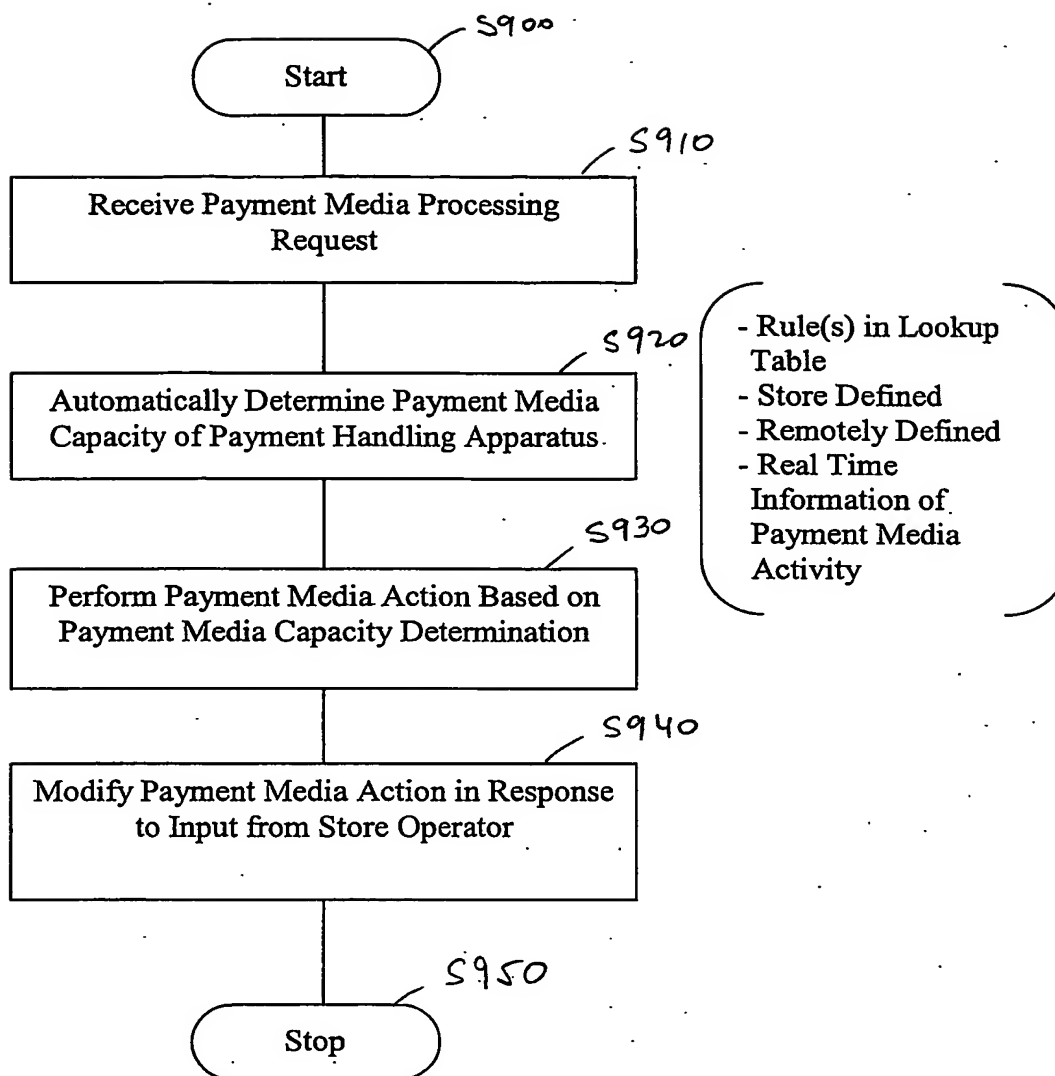 S900
Start
S910
Receive Payment Media Processing
Request
S920
Automatically Determine Payment Media
Capacity of Payment Handling Apparatus
- Rule(s) in Lookup
Table
- Store Defined
- Remotely Defined
- Real Time
Information of
Payment Media
Activity
S930
Perform Payment Media Action Based on
Payment Media Capacity Determination
S940
Modify Payment Media Action in Response
to Input from Store Operator
S950
Stop